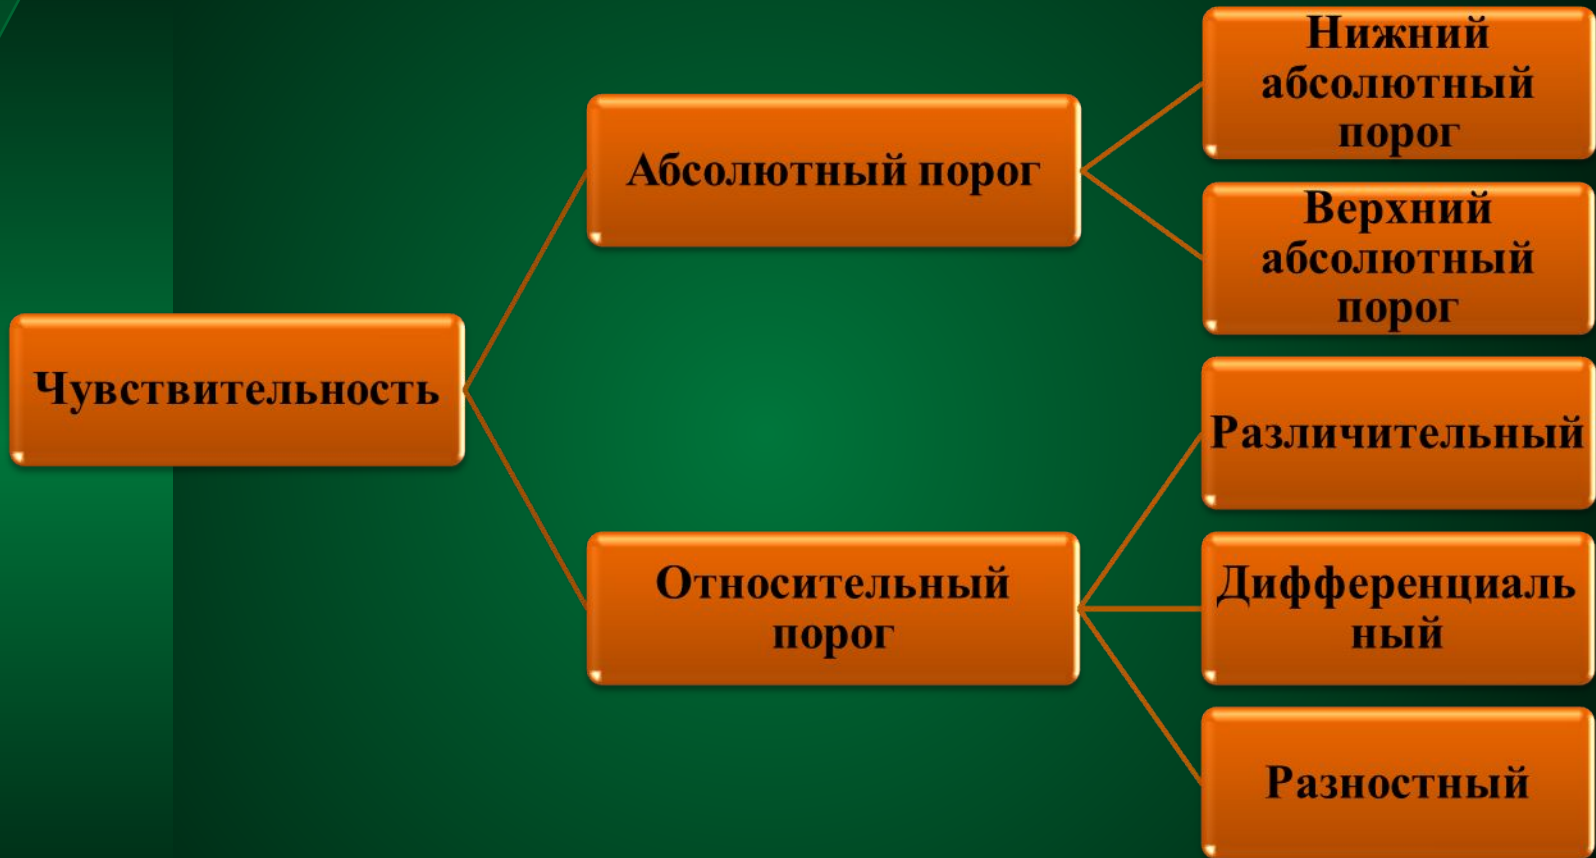 Чувствительность
Абсолютный порог
Нижний
абсолютный
порог
Верхний
абсолютный
порог
Относительный
порог
Различительный
Дифференциаль
ный
Разностный